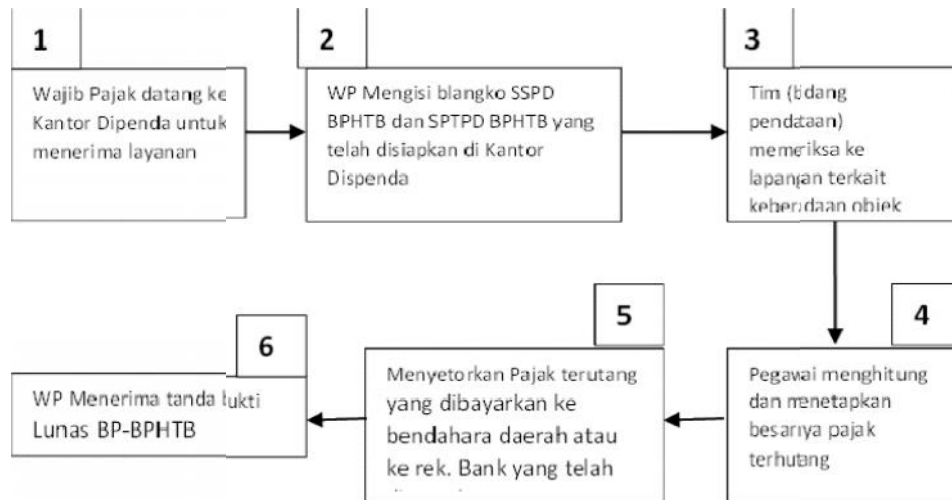 1
Wajib Pajak datang ke
Kantor Dipenda untuk
menerima layanan
2
WP Mengisi blangko SSPD
BPHTB dan SPTPD BPHTB yang
telah disiapkan di Kantor
Dispenda
3
Tim (bidang
pendataan)
memeriksa ke
lapangan terkait
keberadaan obiek
4
Pegawai menghitung
dan menetapkan
besarnya pajak
terhutang
5
Menyetorkan Pajak terutang
yang dibayarkan ke
bendahara daerah atau
ke rek. Bank yang telah
6
WP Menerima tanda bukti
Lunas BP-BPHTB